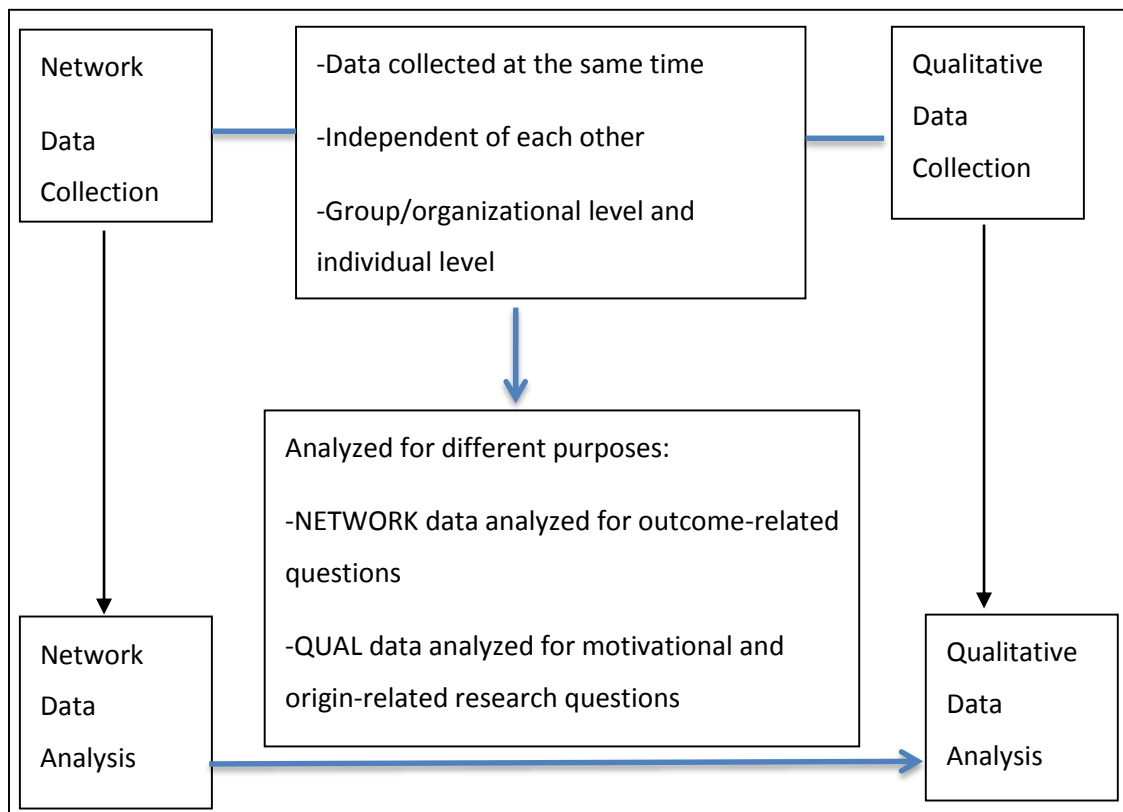 Network
Data
Collection
-Data collected at the same time
-Independent of each other
-Group/organizational level and
individual level
Qualitative
Data
Collection
Analyzed for different purposes:
-NETWORK data analyzed for outcome-related
questions
-QUAL data analyzed for motivational and
origin-related research questions
Network
Data
Analysis
Qualitative
Data
Analysis